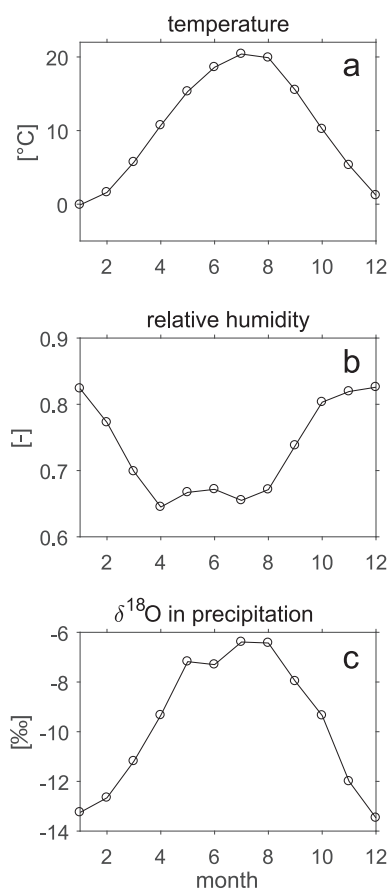 temperature
a
20
10
0
[°C]
2 4 6 8 10 12
relative humidity
b
0.9
0.8
0.7
0.6
[-]
2 4 6 8 10 12
δ¹⁸O in precipitation
c
-6
-8
-10
-12
-14
[‰]
2 4 6 8 10 12
month